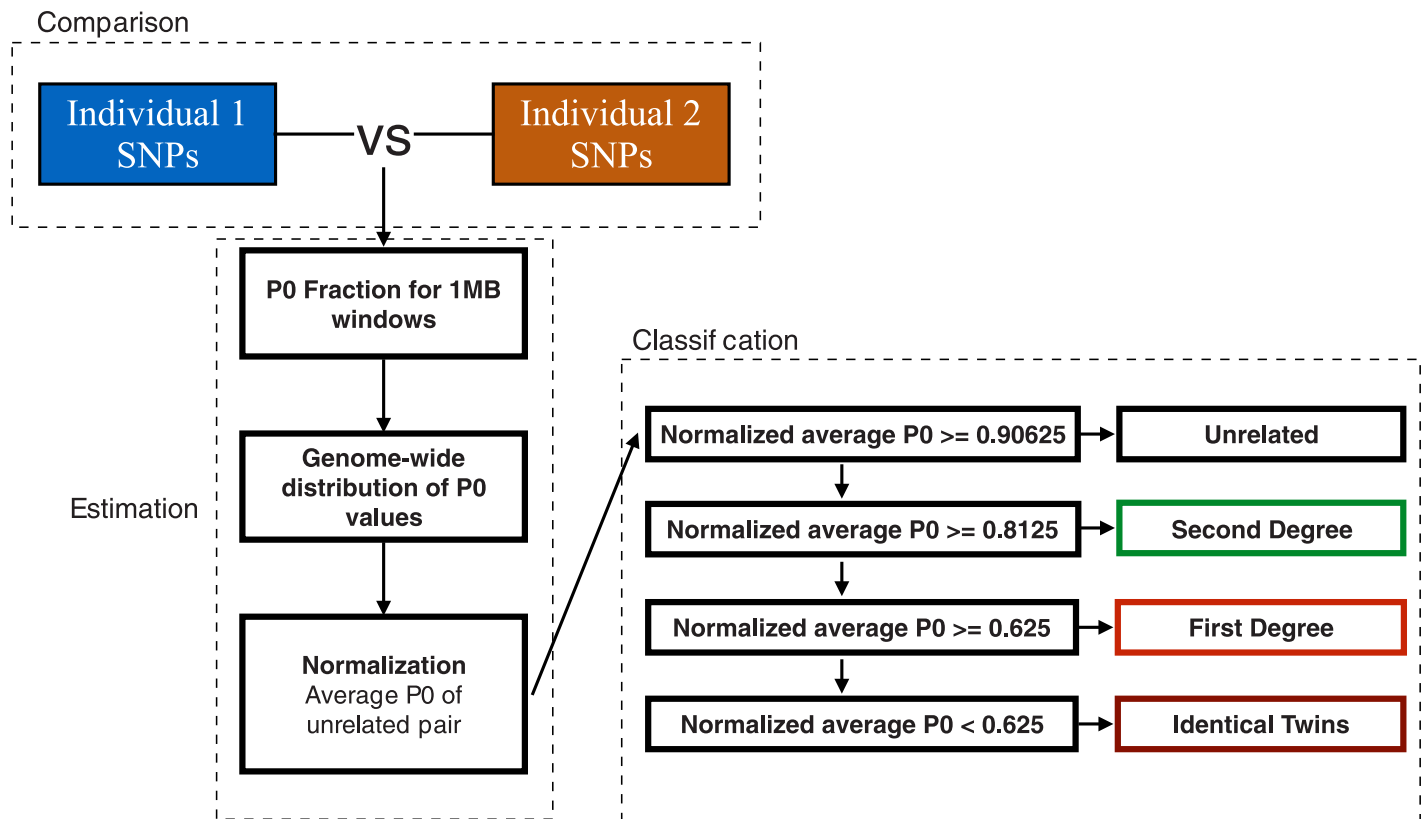 Comparison
Individual 1
SNPs
vs
Individual 2
SNPs
P0 Fraction for 1MB
windows
Genome-wide
distribution of P0
values
Estimation
Normalization
Average P0 of
unrelated pair
Classif cation
Normalized average P0 >= 0.90625
Unrelated
Normalized average P0 >= 0.8125
Second Degree
Normalized average P0 >= 0.625
First Degree
Normalized average P0 < 0.625
Identical Twins